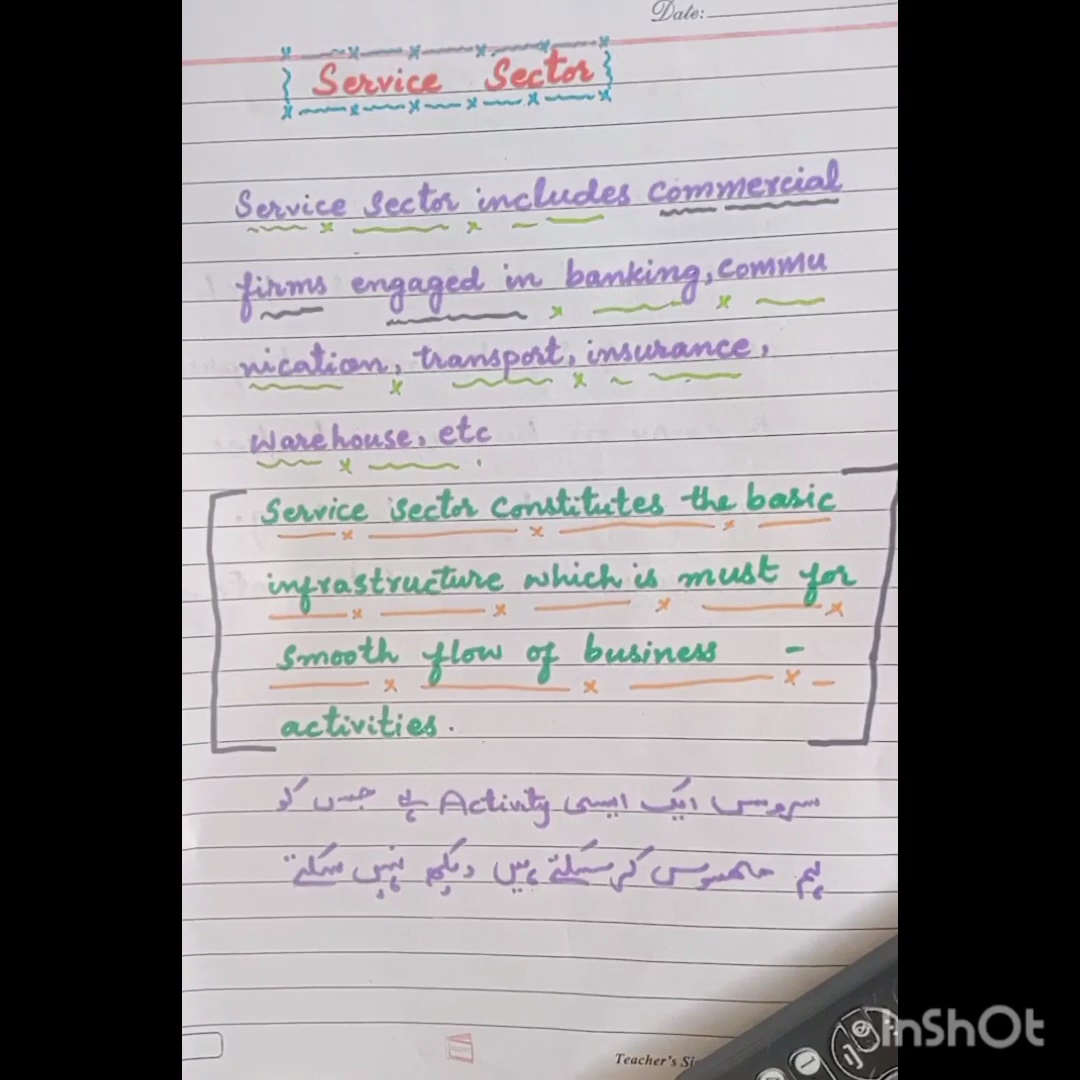 Date:
Service Sector
Service Sector includes commercial
firms engaged in banking, commu
nication, transport, insurance,
Warehouse, etc
Service sector constitutes the basic
infrastructure which is must for
smooth flow of business -
activities.
سروس ایک ایسی Activity ہے جس کو
ہم محسوس کر سکتے ہیں دیکھ نہیں سکتے
Teacher's Si
InShOt